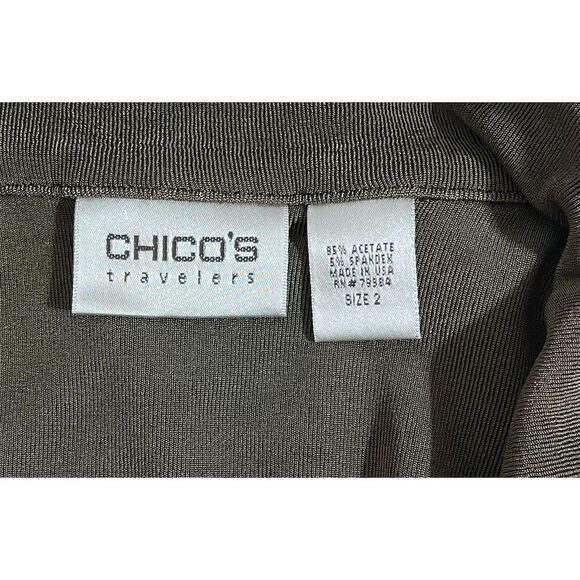 CHICO'S
travelers
95% ACETATE
5% SPANDEX
MADE IN USA
RN# 79984
SIZE 2